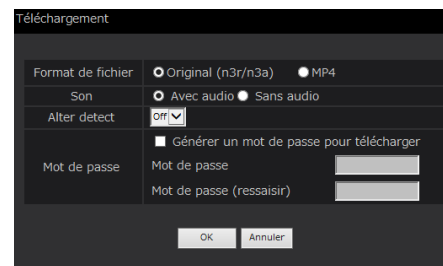 Téléchargement
Format de fichier Original (n3r/n3a) MP4
Son Avec audio Sans audio
Alter detect Off
Générer un mot de passe pour télécharger
Mot de passe Mot de passe
Mot de passe (ressaisir)
OK Annuler